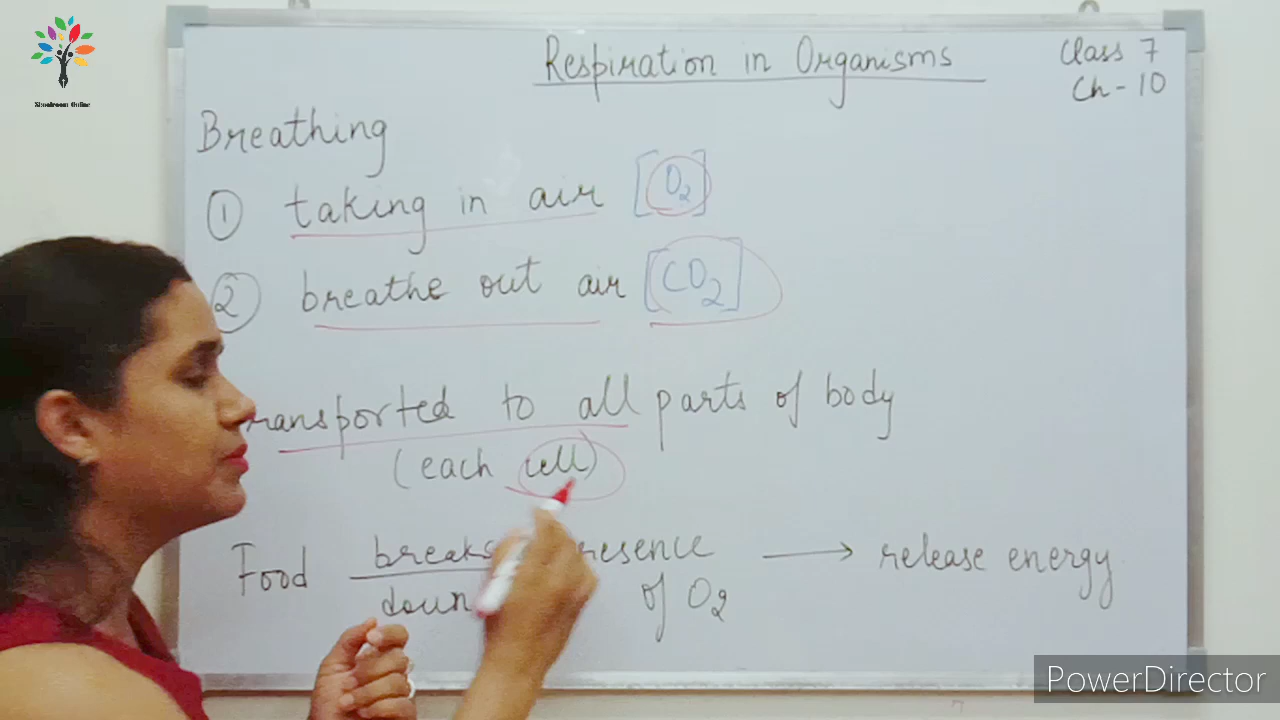 Respiration in Organisms
Class 7
Ch - 10
Breathing
① taking in air [O₂]
② breathe out air [CO₂]
transported to all parts of body
(each cell)
Food breaks down presence of O₂ → release energy
PowerDirector